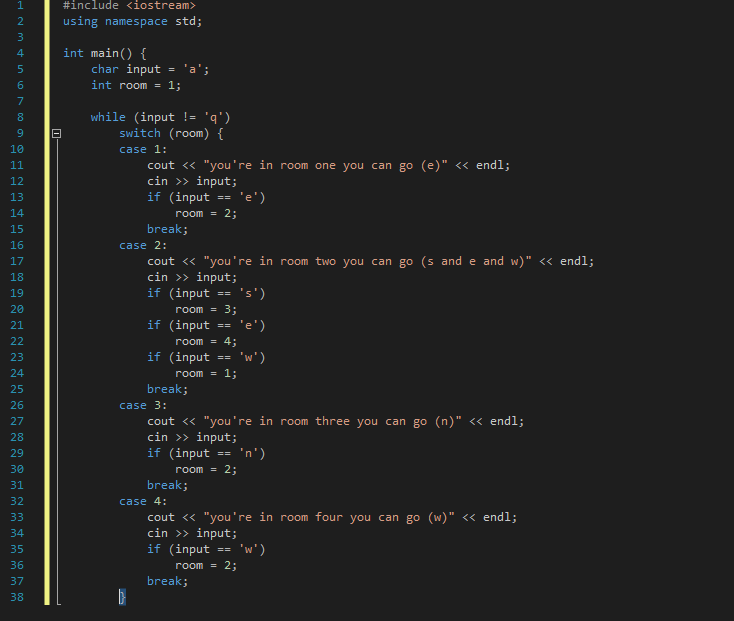 1 #include <iostream>
2 using namespace std;
3
4 int main() {
5 char input = 'a';
6 int room = 1;
7
8 while (input != 'q')
9 switch (room) {
10 case 1:
11 cout << "you're in room one you can go (e)" << endl;
12 cin >> input;
13 if (input == 'e')
14 room = 2;
15 break;
16 case 2:
17 cout << "you're in room two you can go (s and e and w)" << endl;
18 cin >> input;
19 if (input == 's')
20 room = 3;
21 if (input == 'e')
22 room = 4;
23 if (input == 'w')
24 room = 1;
25 break;
26 case 3:
27 cout << "you're in room three you can go (n)" << endl;
28 cin >> input;
29 if (input == 'n')
30 room = 2;
31 break;
32 case 4:
33 cout << "you're in room four you can go (w)" << endl;
34 cin >> input;
35 if (input == 'w')
36 room = 2;
37 break;
38 }